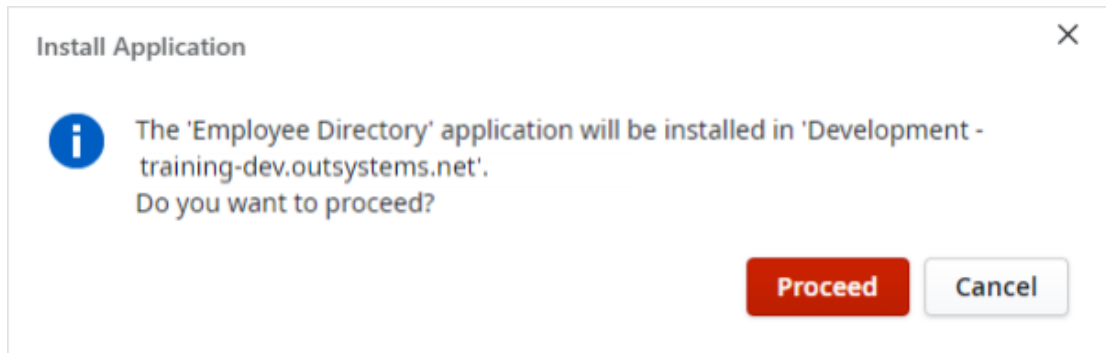 Install Application
The 'Employee Directory' application will be installed in 'Development -
training-dev.outsystems.net'.
Do you want to proceed?
Proceed
Cancel